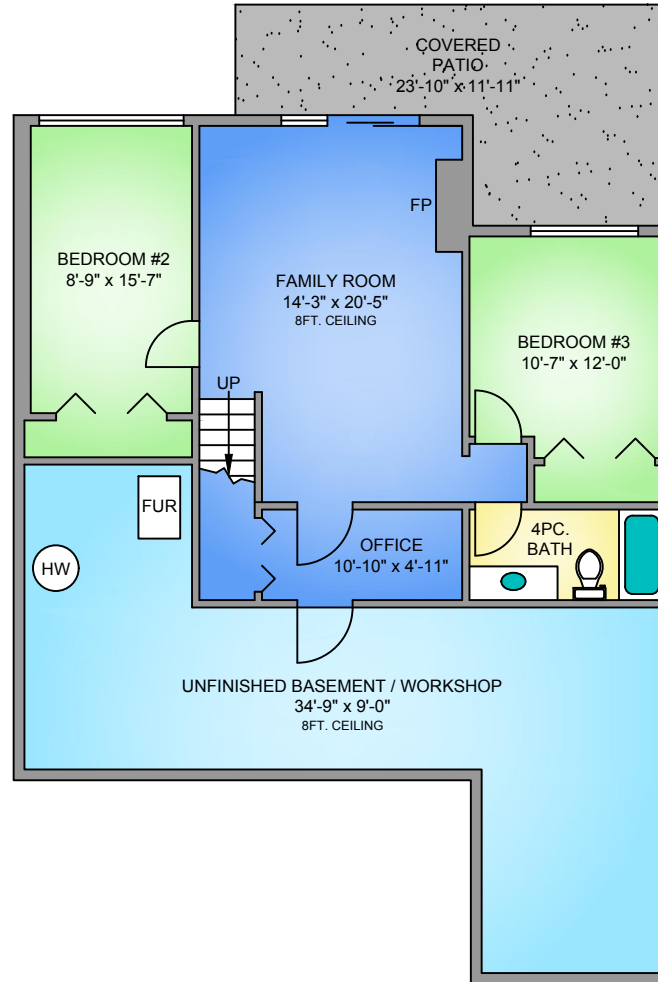 COVERED
PATIO
23'-10" x 11'-11"
FP
BEDROOM #2
8'-9" x 15'-7"
FAMILY ROOM
14'-3" x 20'-5"
8FT. CEILING
BEDROOM #3
10'-7" x 12'-0"
UP
FUR
HW
OFFICE
10'-10" x 4'-11"
4PC.
BATH
UNFINISHED BASEMENT / WORKSHOP
34'-9" x 9'-0"
8FT. CEILING